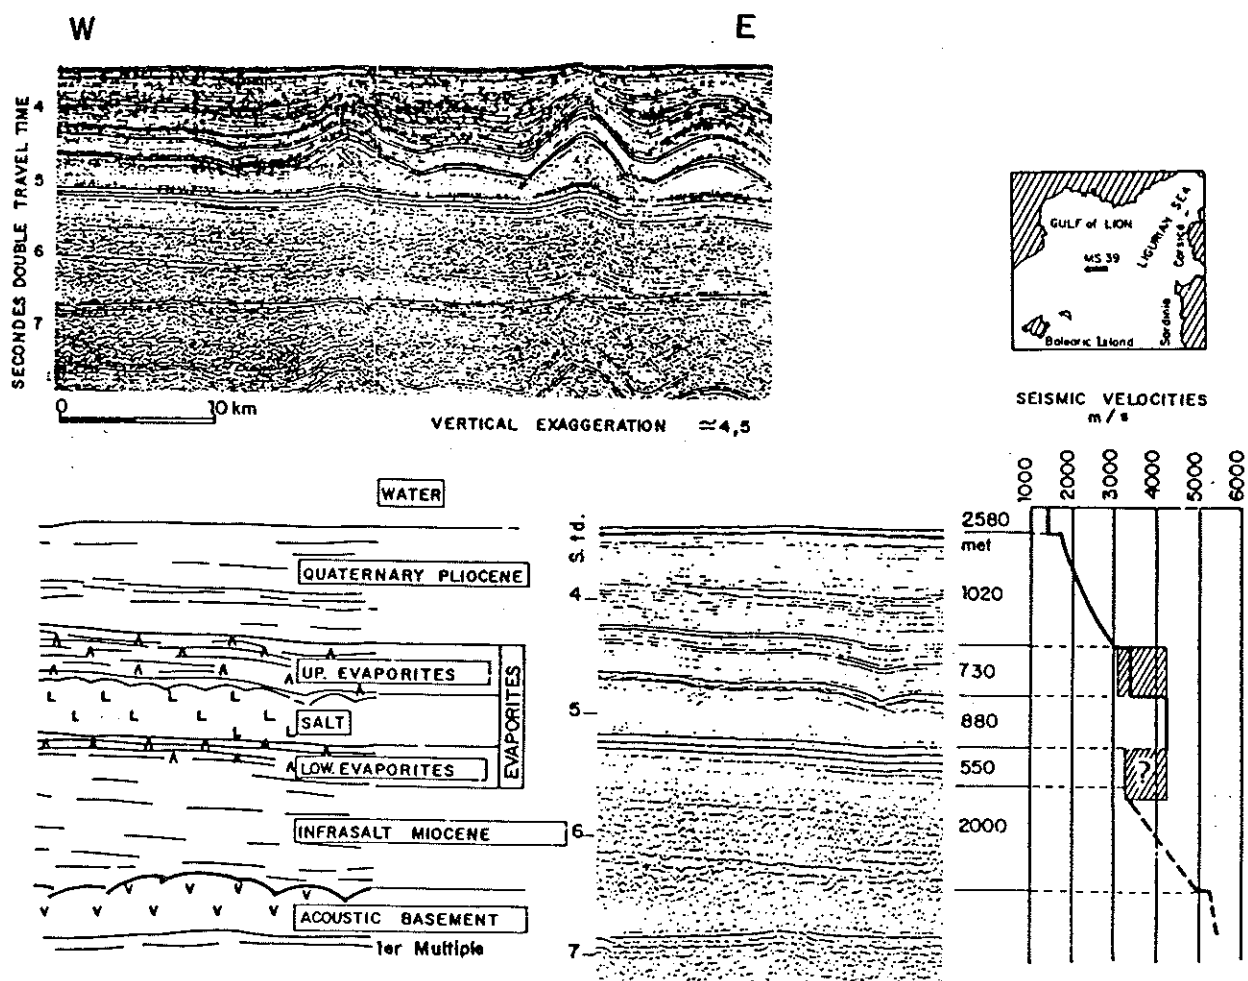 W
E
SECONDES DOUBLE TRAVEL TIME
4
5
6
7
0
10 km
VERTICAL EXAGGERATION ≃4,5
GULF of LION
LIGURIAN SEA
Corsica
MS 39
Sardinia
Balearic Island
SEISMIC VELOCITIES
m/s
1000
2000
3000
4000
5000
6000
WATER
QUATERNARY PLIOCENE
UP. EVAPORITES
SALT
LOW. EVAPORITES
EVAPORITES
INFRASALT MIOCENE
ACOUSTIC BASEMENT
1er Multiple
S.td.
4
5
6
7
2580
met
1020
730
880
550
?
2000